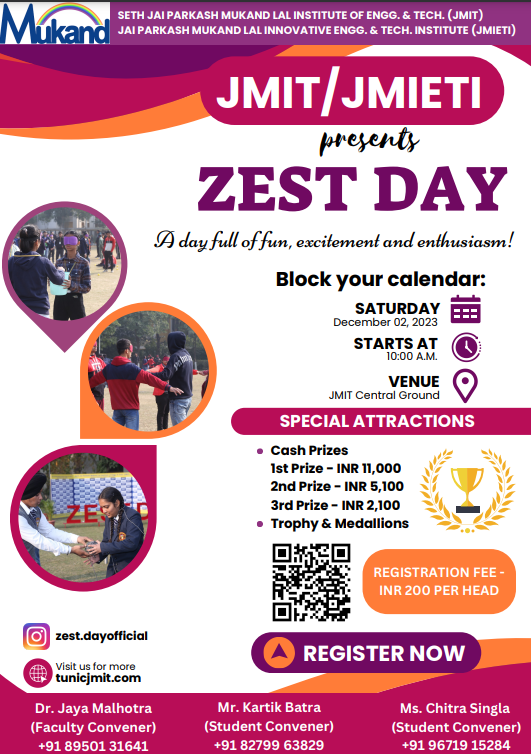 Mukand
SETH JAI PARKASH MUKAND LAL INSTITUTE OF ENGG. & TECH. (JMIT)
JAI PARKASH MUKAND LAL INNOVATIVE ENGG. & TECH. INSTITUTE (JMIETI)
JMIT/JMIETI
presents
ZEST DAY
A day full of fun, excitement and enthusiasm!
Block your calendar:
SATURDAY
December 02, 2023
STARTS AT
10:00 A.M.
VENUE
JMIT Central Ground
SPECIAL ATTRACTIONS
Cash Prizes
1st Prize - INR 11,000
2nd Prize - INR 5,100
3rd Prize - INR 2,100
Trophy & Medallions
REGISTRATION FEE -
INR 200 PER HEAD
zest.dayofficial
REGISTER NOW
Visit us for more
tunicjmit.com
Dr. Jaya Malhotra
(Faculty Convener)
+91 89501 31641
Mr. Kartik Batra
(Student Convener)
+91 82799 63829
Ms. Chitra Singla
(Student Convener)
+91 96719 15284